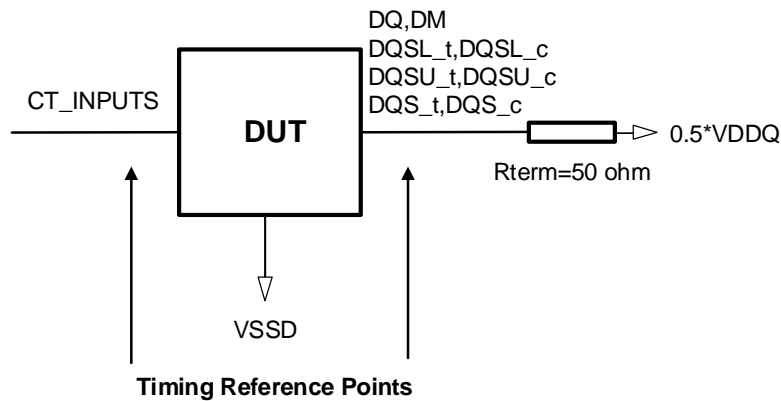 DQ,DM
DQSL_t,DQSL_c
DQSU_t,DQSU_c
DQS_t,DQS_c
CT_INPUTS
DUT
0.5*VDDQ
Rterm=50 ohm
VSSD
Timing Reference Points